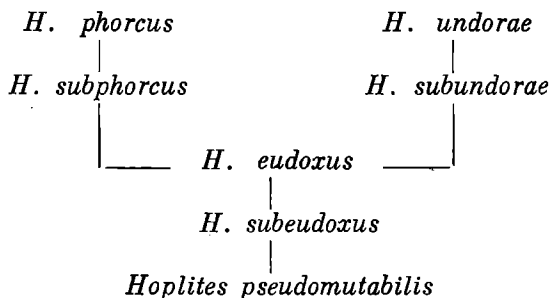 H. phorcus H. undorae
H. subphorcus H. subundorae
H. eudoxus
H. subeudoxus
Hoplites pseudomutabilis